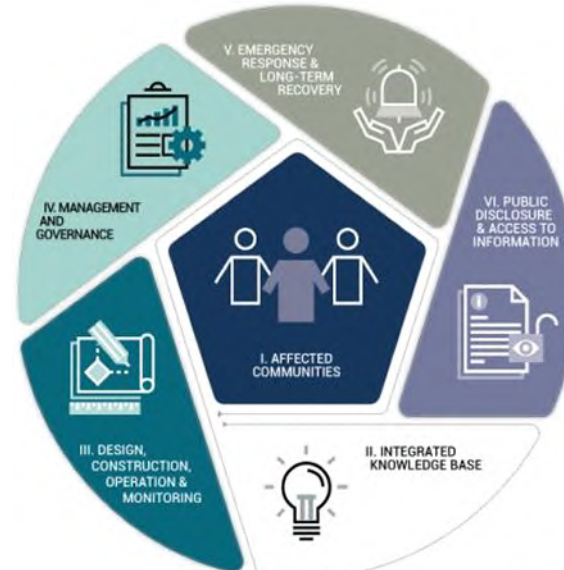 V. EMERGENCY
RESPONSE &
LONG-TERM
RECOVERY
IV. MANAGEMENT
AND
GOVERNANCE
VI. PUBLIC
DISCLOSURE
& ACCESS TO
INFORMATION
I. AFFECTED
COMMUNITIES
III. DESIGN,
CONSTRUCTION,
OPERATION &
MONITORING
II. INTEGRATED
KNOWLEDGE BASE